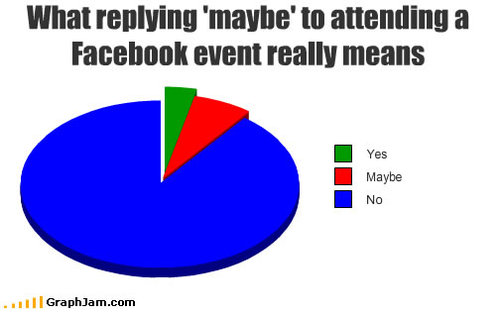 What replying 'maybe' to attending a
Facebook event really means
Yes
Maybe
No
GraphJam.com